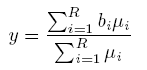 y = \frac{\sum_{i=1}^{R} b_i \mu_i}{\sum_{i=1}^{R} \mu_i}